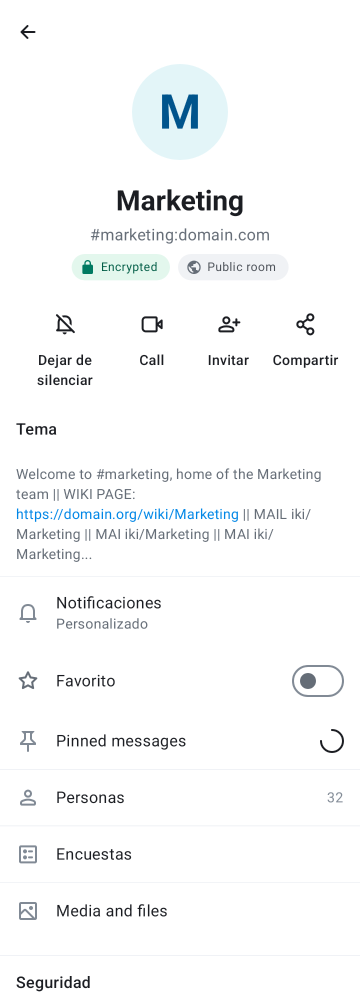 M
Marketing
#marketing:domain.com
Encrypted
Public room
Dejar de
silenciar
Call
Invitar
Compartir
Tema
Welcome to #marketing, home of the Marketing
team || WIKI PAGE:
https://domain.org/wiki/Marketing || MAIL iki/
Marketing || MAI iki/Marketing || MAI iki/
Marketing...
Notificaciones
Personalizado
Favorito
Pinned messages
Personas
32
Encuestas
Media and files
Seguridad